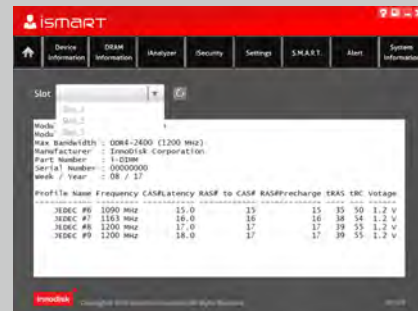 ismart
Device Information
DRAM Information
iAnalyzer
iSecurity
Settings
S.M.A.R.T.
Alert
System Information
Slot
Modu
Modu
Max Bandwidth : DDR4-2400 (1200 MHz)
Manufacturer : InnoDisk Corporation
Part Number : I-DIMM
Serial Number : 00000000
Week / Year : 08 / 17
Profile Name Frequency CAS#Latency RAS# to CAS# RAS#Precharge tRAS tRC Votage
JEDEC #6 1090 MHz 15.0 15 15 35 50 1.2 V
JEDEC #7 1163 MHz 16.0 16 16 38 54 1.2 V
JEDEC #8 1200 MHz 17.0 17 17 39 55 1.2 V
JEDEC #9 1200 MHz 18.0 17 17 39 55 1.2 V
innodisk